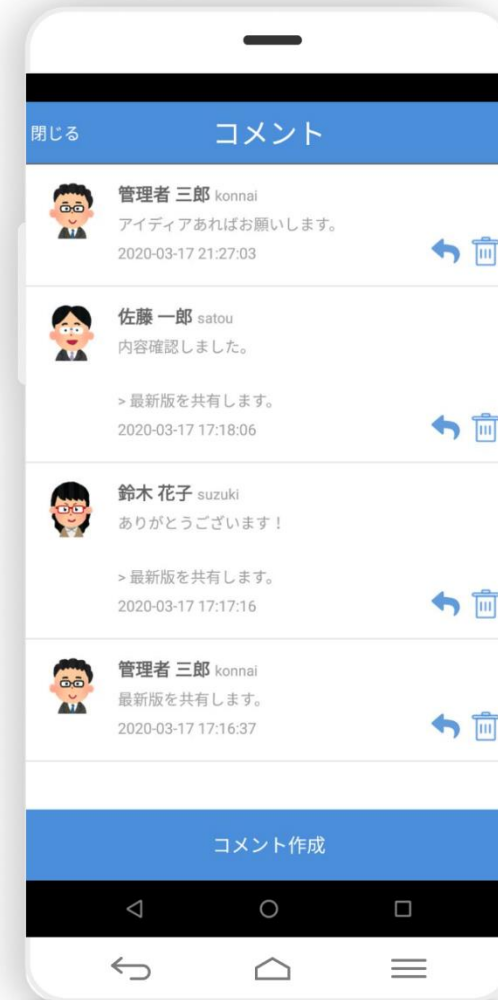 閉じる コメント
管理者 三郎 konnai
アイディアあればお願いします。
2020-03-17 21:27:03
佐藤 一郎 satou
内容確認しました。
> 最新版を共有します。
2020-03-17 17:18:06
鈴木 花子 suzuki
ありがとうございます！
> 最新版を共有します。
2020-03-17 17:17:16
管理者 三郎 konnai
最新版を共有します。
2020-03-17 17:16:37
コメント作成